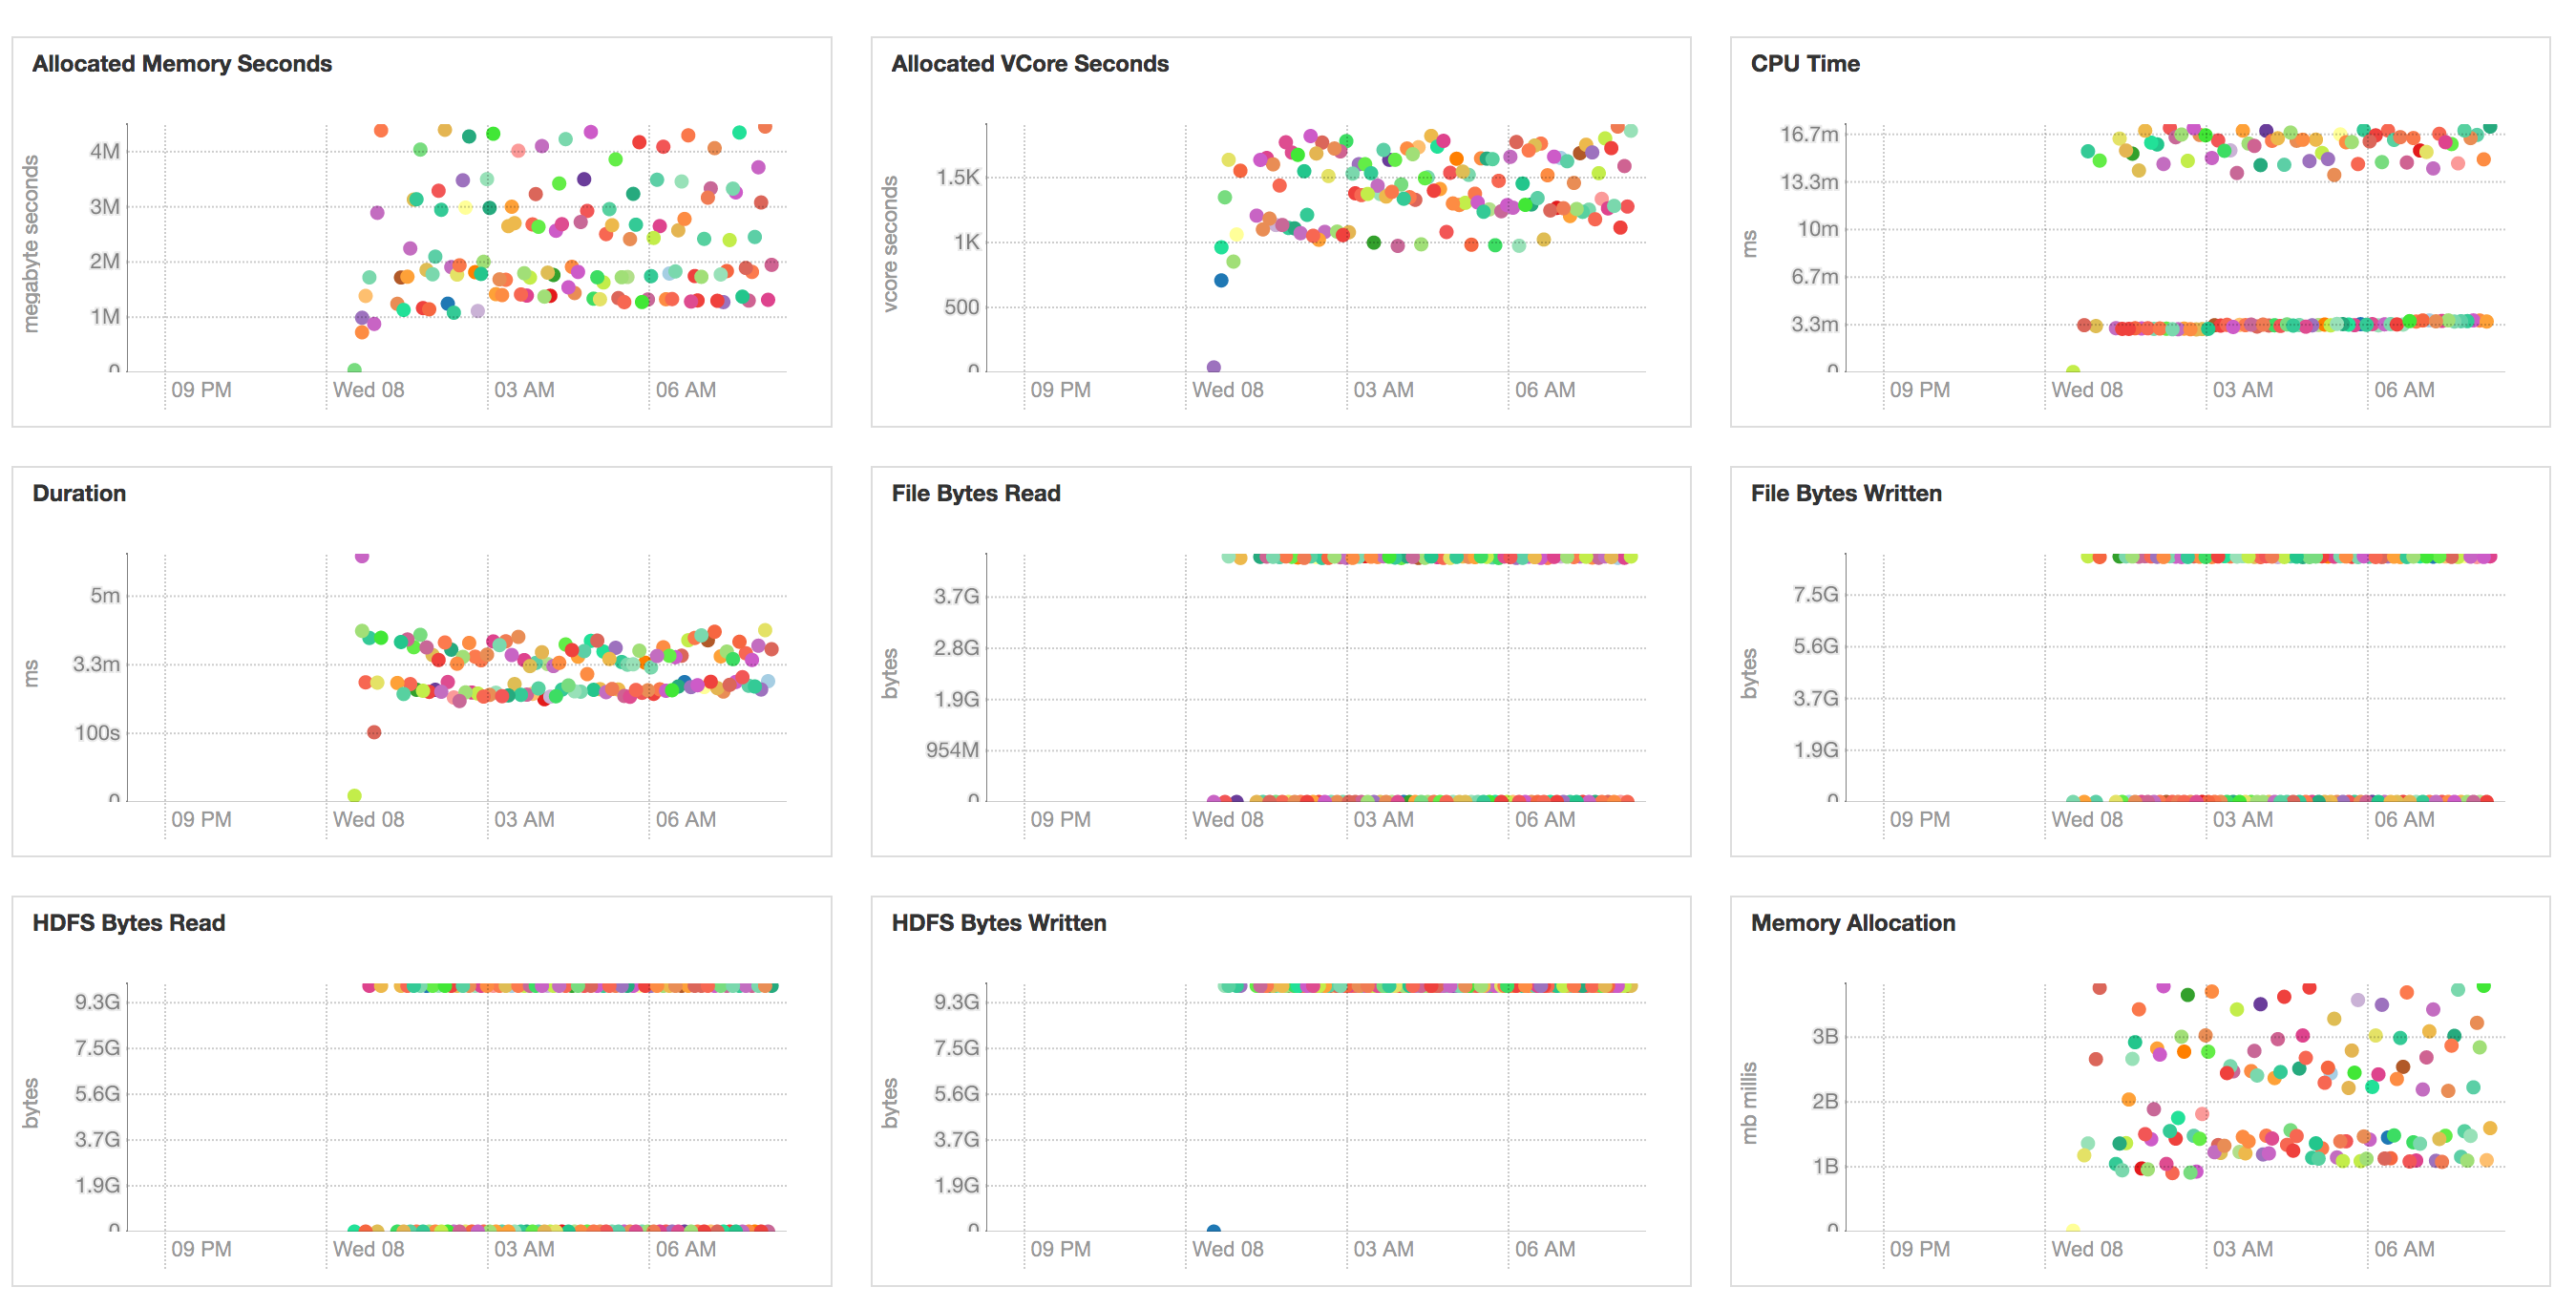 Allocated Memory Seconds
megabyte seconds
4M
3M
2M
1M
0
09 PM Wed 08 03 AM 06 AM
Allocated VCore Seconds
vcore seconds
1.5K
1K
500
0
09 PM Wed 08 03 AM 06 AM
CPU Time
ms
16.7m
13.3m
10m
6.7m
3.3m
0
09 PM Wed 08 03 AM 06 AM
Duration
ms
5m
3.3m
100s
0
09 PM Wed 08 03 AM 06 AM
File Bytes Read
bytes
3.7G
2.8G
1.9G
954M
0
09 PM Wed 08 03 AM 06 AM
File Bytes Written
bytes
7.5G
5.6G
3.7G
1.9G
0
09 PM Wed 08 03 AM 06 AM
HDFS Bytes Read
bytes
9.3G
7.5G
5.6G
3.7G
1.9G
0
09 PM Wed 08 03 AM 06 AM
HDFS Bytes Written
bytes
9.3G
7.5G
5.6G
3.7G
1.9G
0
09 PM Wed 08 03 AM 06 AM
Memory Allocation
mb millis
3B
2B
1B
0
09 PM Wed 08 03 AM 06 AM